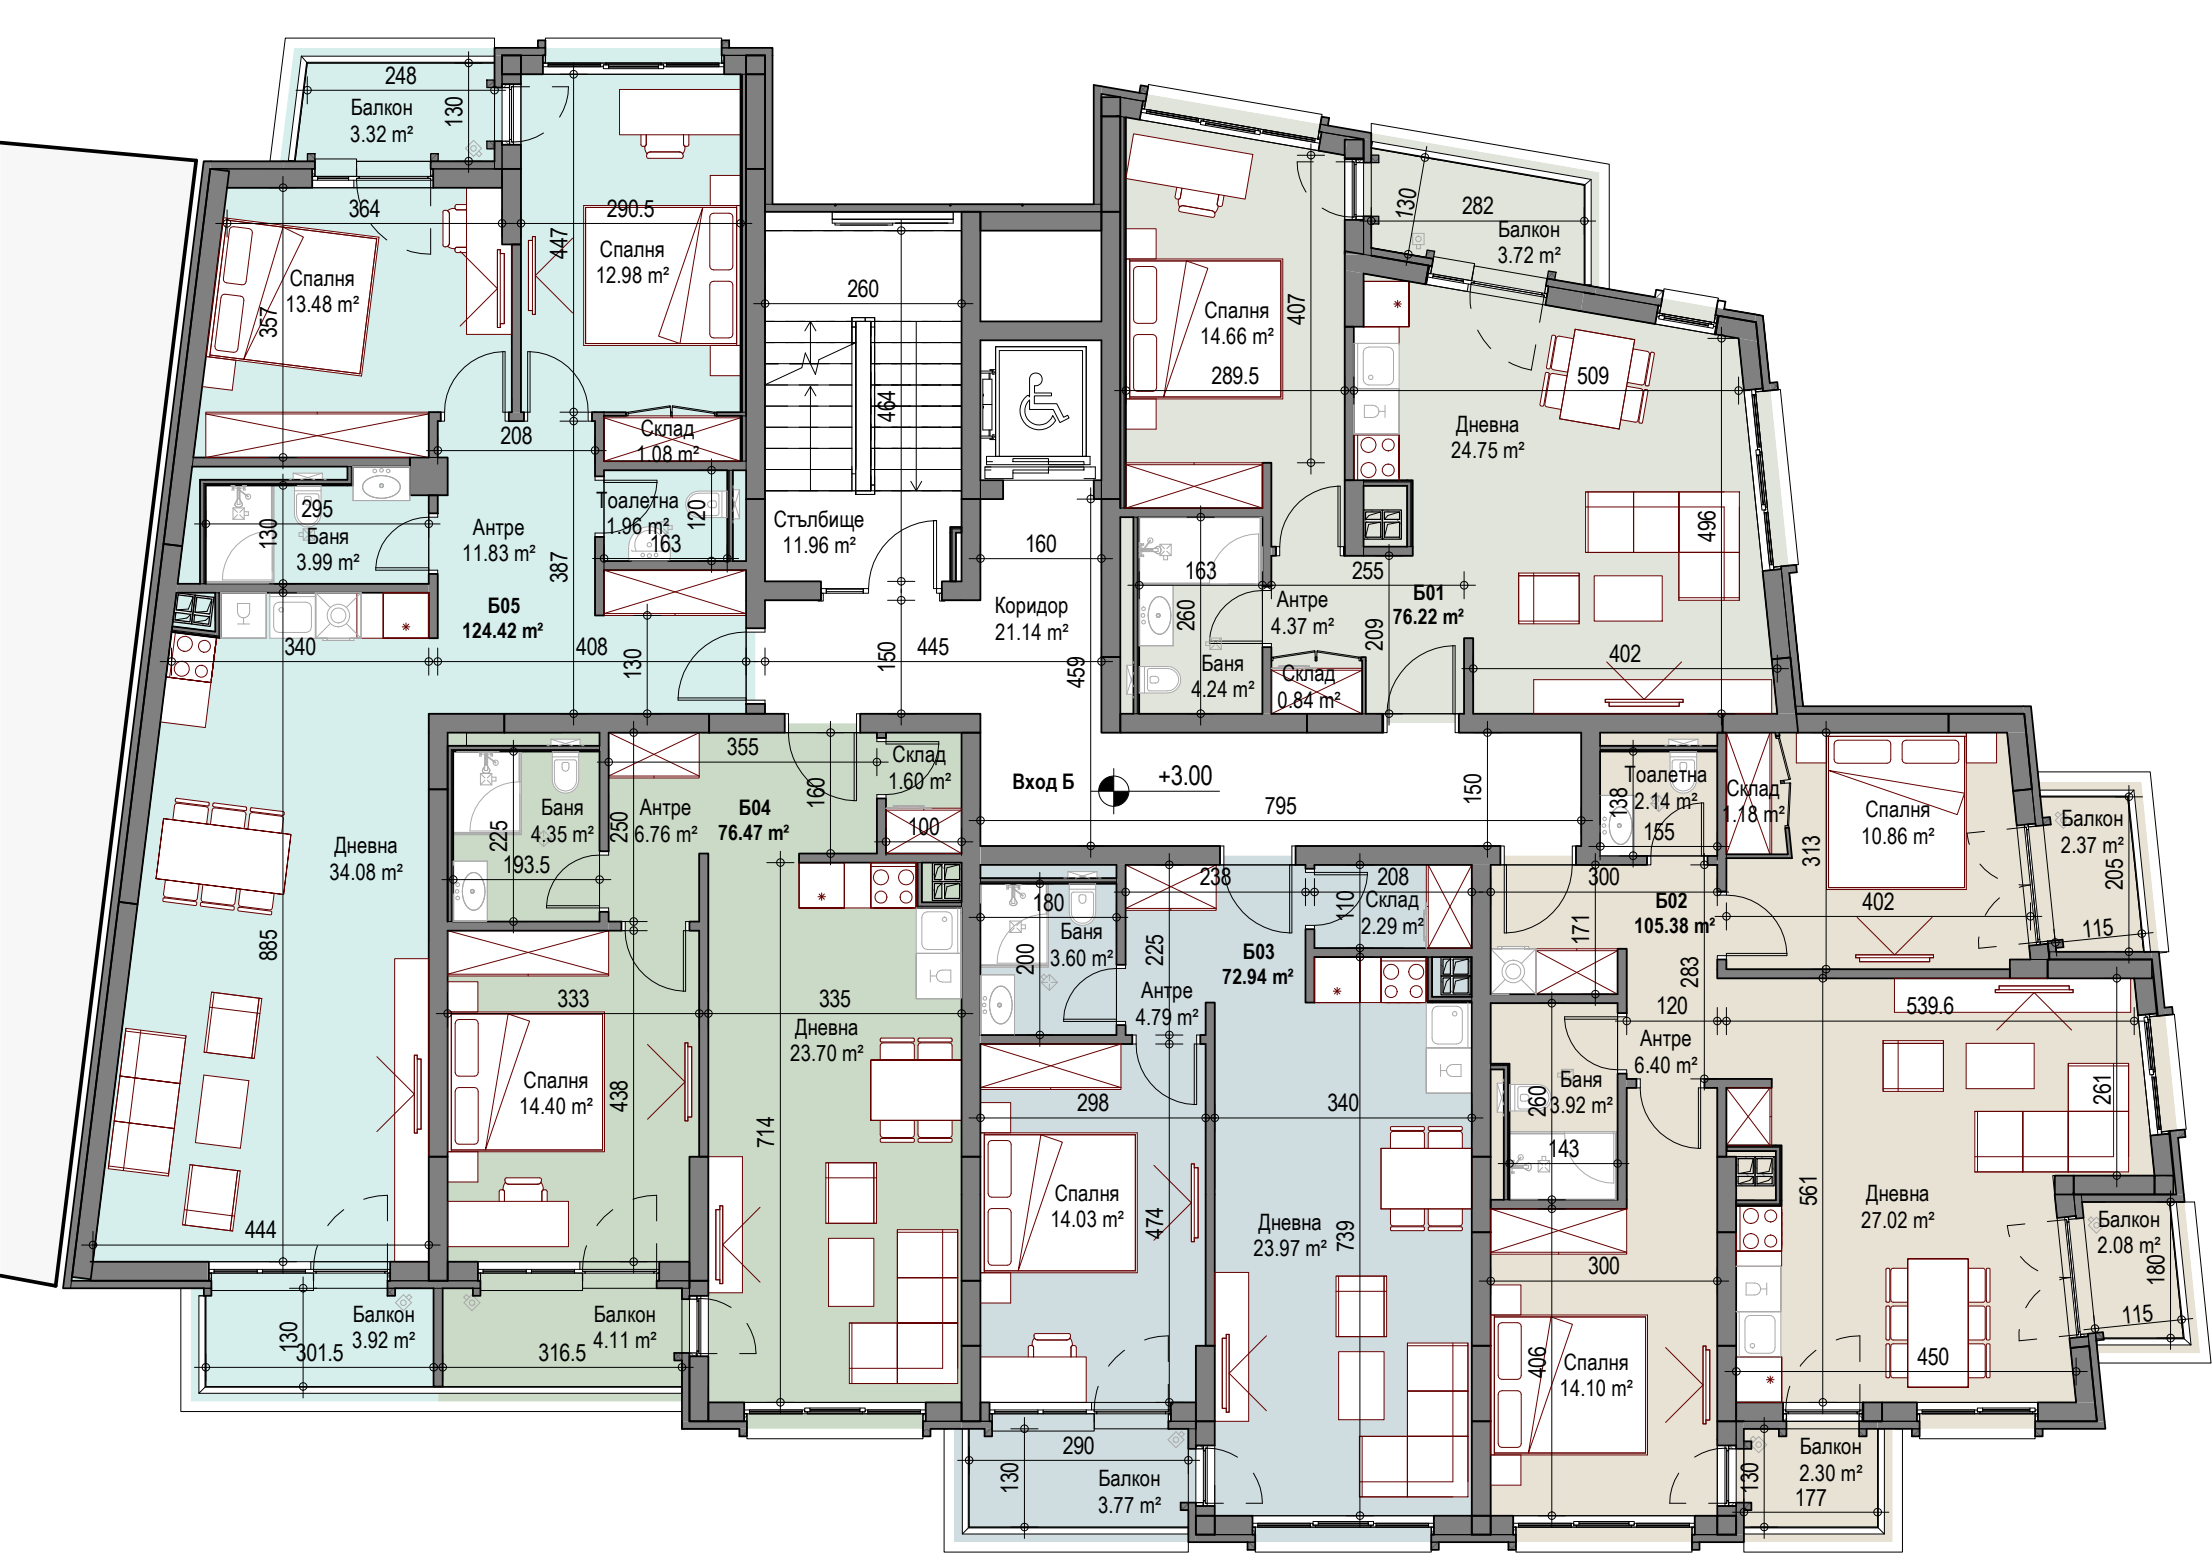 248
Балкон
3.32 m²
130
364
Спалня
13.48 m²
357
290.5
447
Спалня
12.98 m²
208
Склад
1.08 m²
Тоалетна
1.96 m²
120
163
295
130
Баня
3.99 m²
Антре
11.83 m²
387
Б05
124.42 m²
340
408
130
260
464
Стълбище
11.96 m²
160
Коридор
21.14 m²
150
445
459
130
282
Балкон
3.72 m²
Спалня
14.66 m²
407
289.5
509
Дневна
24.75 m²
496
163
260
255
Антре
4.37 m²
Б01
76.22 m²
209
Баня
4.24 m²
Склад
0.84 m²
402
355
Склад
1.60 m²
160
Баня
4.35 m²
225
193.5
250
Антре
6.76 m²
Б04
76.47 m²
100
Вход Б
+3.00
795
150
Дневна
34.08 m²
885
444
333
335
Дневна
23.70 m²
Спалня
14.40 m²
438
714
Балкон
3.92 m²
130
301.5
Балкон
4.11 m²
316.5
238
208
110
Склад
2.29 m²
180
Баня
3.60 m²
200
225
Б03
72.94 m²
Антре
4.79 m²
298
340
Спалня
14.03 m²
474
Дневна
23.97 m²
739
290
130
Балкон
3.77 m²
Тоалетна
2.14 m²
138
155
Склад
1.18 m²
313
Спалня
10.86 m²
Балкон
2.37 m²
205
115
300
Б02
105.38 m²
402
171
283
120
539.6
Антре
6.40 m²
Баня
3.92 m²
260
143
261
561
Дневна
27.02 m²
Балкон
2.08 m²
180
115
300
406
Спалня
14.10 m²
450
Балкон
2.30 m²
130
177